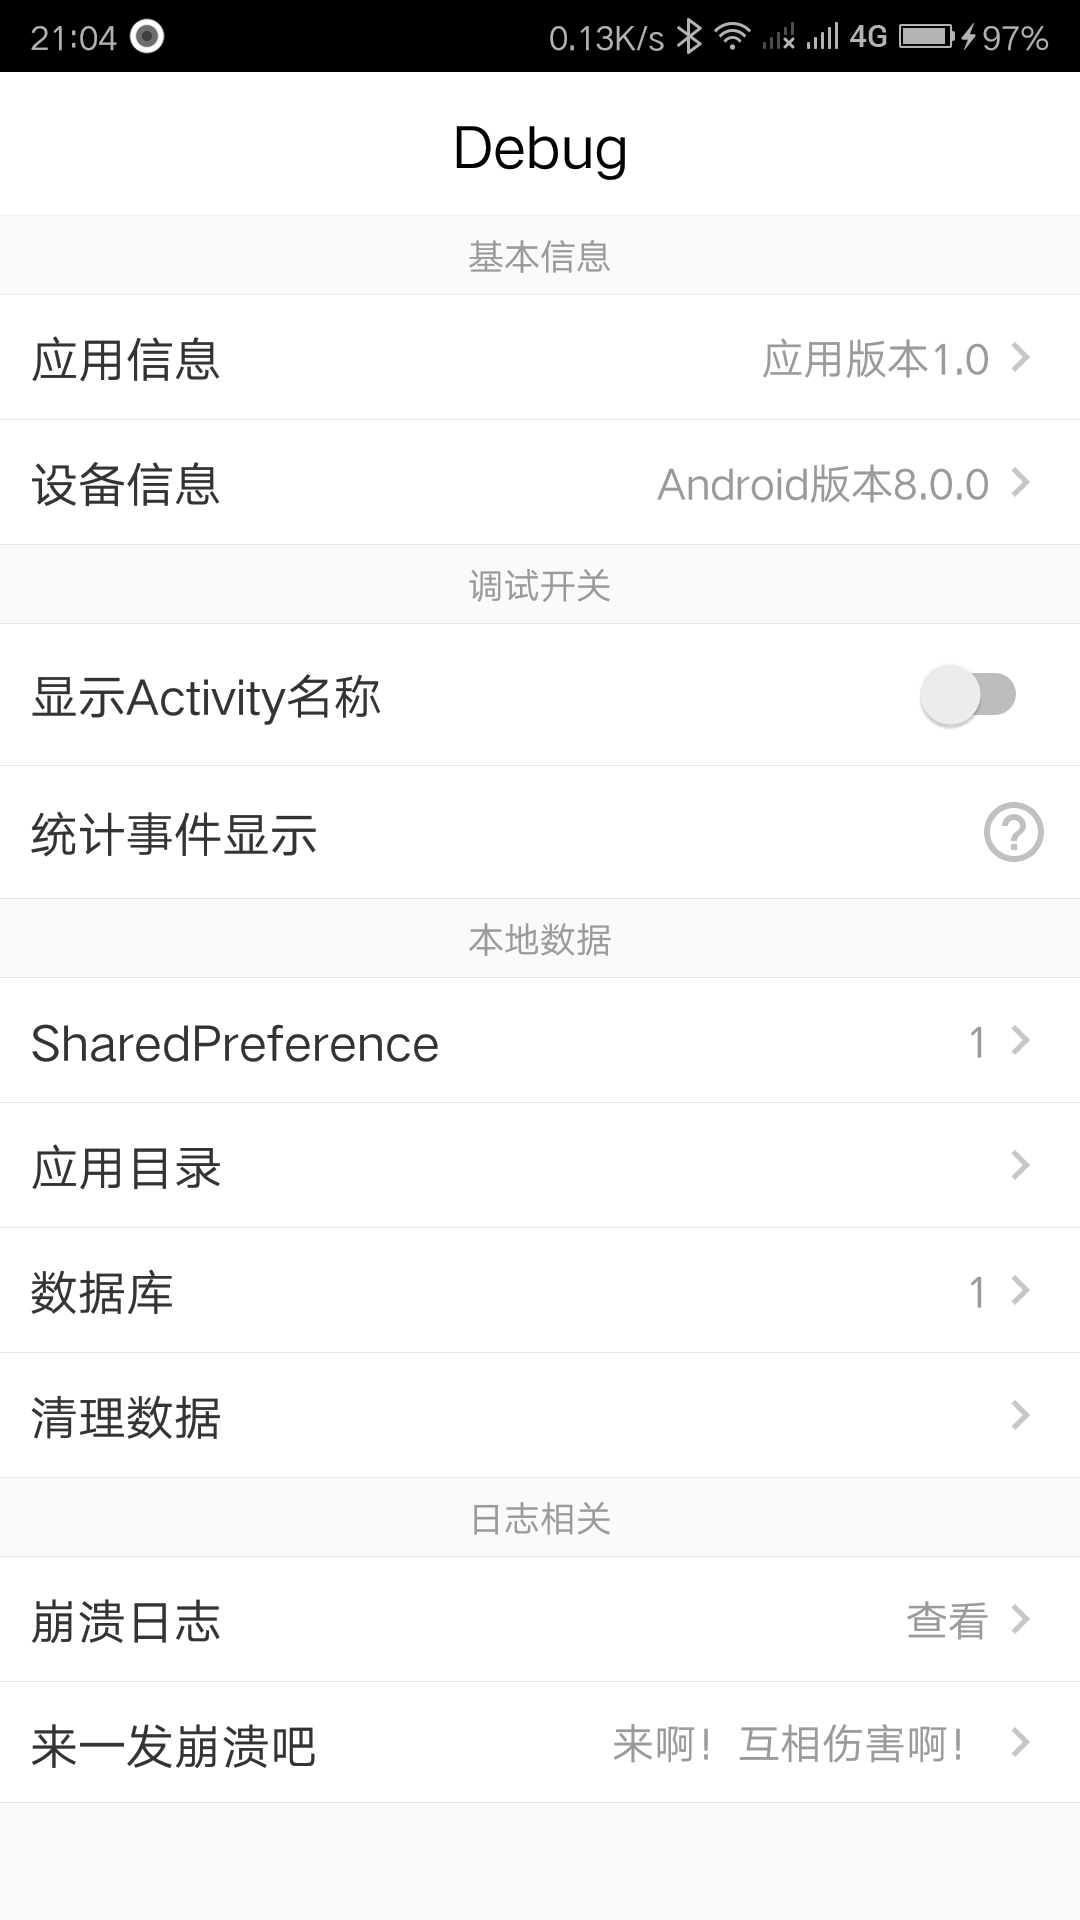 21:04 0.13K/s 4G 97%
Debug
基本信息
应用信息 应用版本1.0
设备信息 Android版本8.0.0
调试开关
显示Activity名称
统计事件显示
本地数据
SharedPreference 1
应用目录
数据库 1
清理数据
日志相关
崩溃日志 查看
来一发崩溃吧 来啊！互相伤害啊！